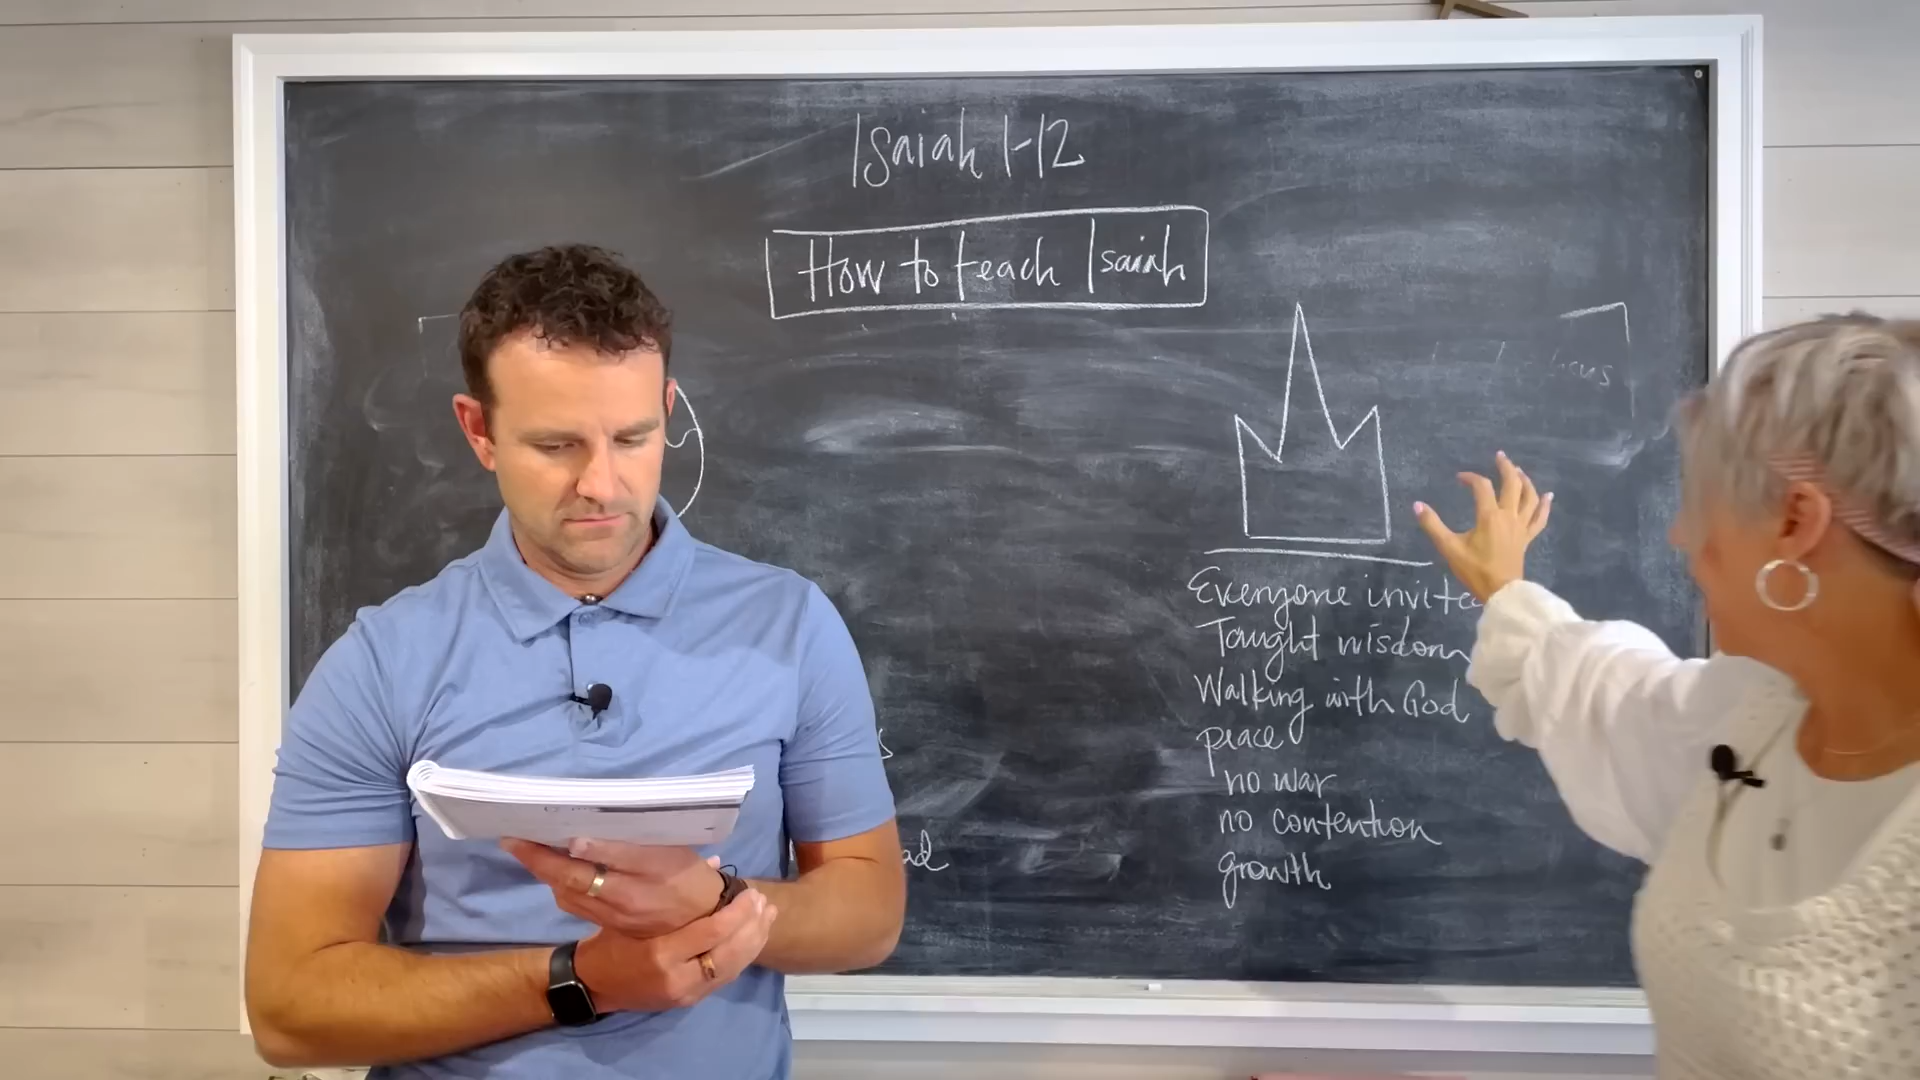 Isaiah 1-12
How to teach Isaiah
Everyone invite
Taught wisdom
Walking with God
peace
no war
no contention
growth